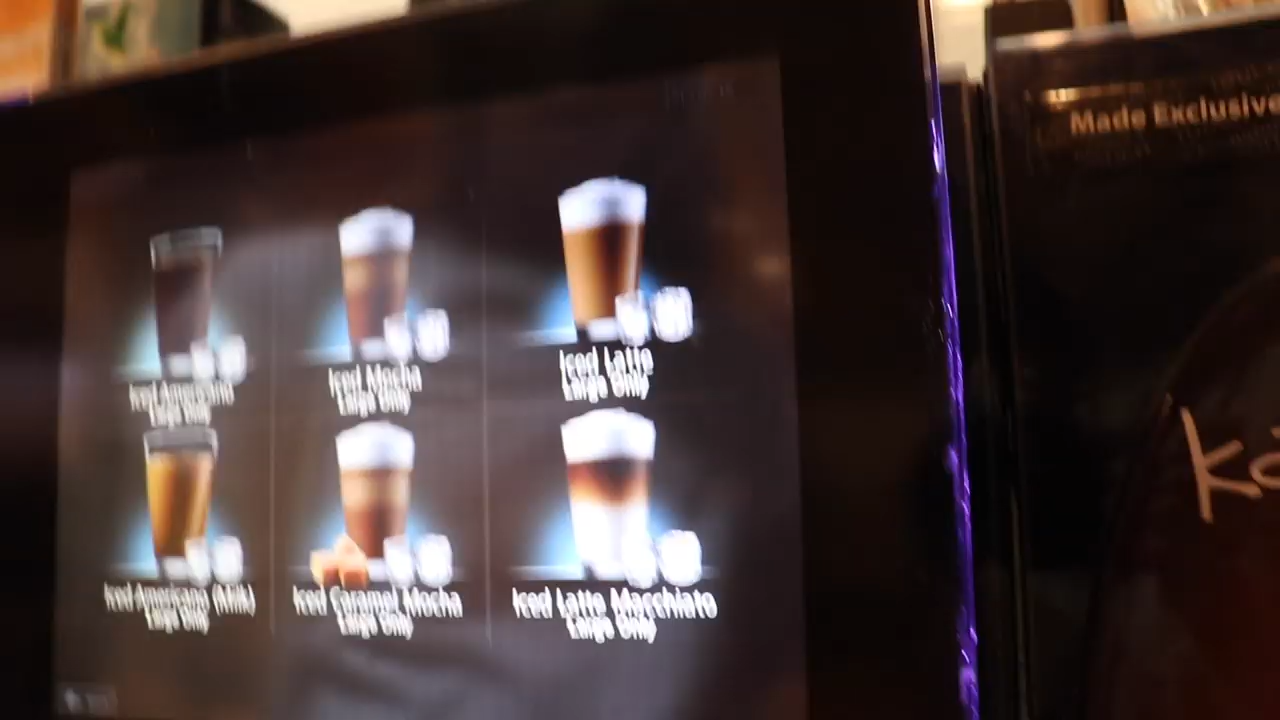 Made Exclusive
Iced Americano
Large Only
Iced Mocha
Large Only
Iced Latte
Large Only
Iced Americano (Milk)
Large Only
Iced Caramel Mocha
Large Only
Iced Latte Macchiato
Large Only